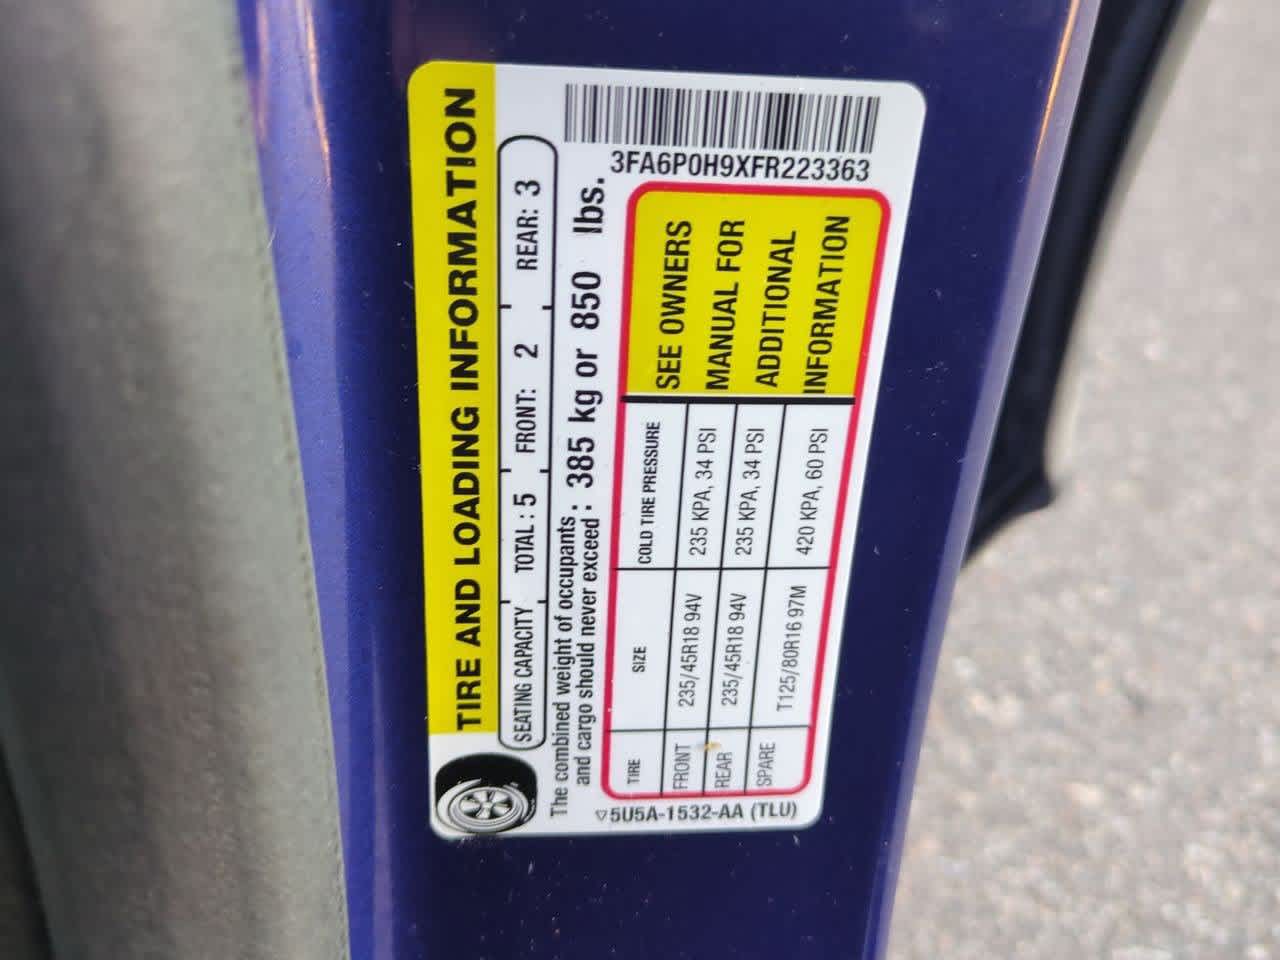 TIRE AND LOADING INFORMATION
SEATING CAPACITY TOTAL : 5 FRONT: 2 REAR: 3
The combined weight of occupants
and cargo should never exceed : 385 kg or 850 lbs.
3FA6P0H9XFR223363
TIRE SIZE COLD TIRE PRESSURE
FRONT 235/45R18 94V 235 KPA, 34 PSI
REAR 235/45R18 94V 235 KPA, 34 PSI
SPARE T125/80R16 97M 420 KPA, 60 PSI
SEE OWNERS
MANUAL FOR
ADDITIONAL
INFORMATION
5U5A-1532-AA (TLU)